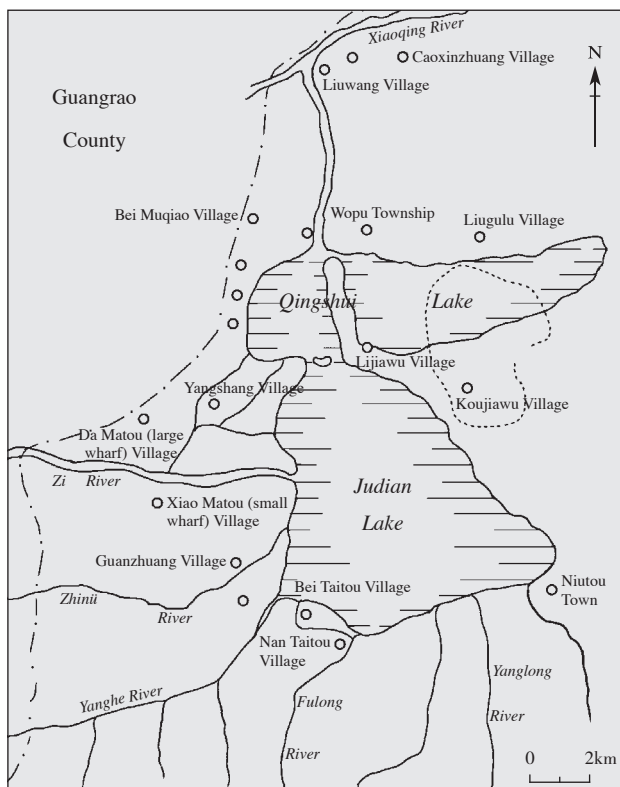 Xiaoqing River
Caoxinzhuang Village
N
Liuwang Village
Guangrao
County
Bei Muqiao Village
Wopu Township
Liugulu Village
Qingshui
Lake
Lijiawu Village
Yangshang Village
Koujiawu Village
Da Matou (large
wharf) Village
Zi River
Judian
Lake
Xiao Matou (small
wharf) Village
Guanzhuang Village
Niutou
Town
Bei Taitou Village
Zhinü
River
Nan Taitou
Village
Yanglong
River
Yanghe River
Fulong
River
0 2km